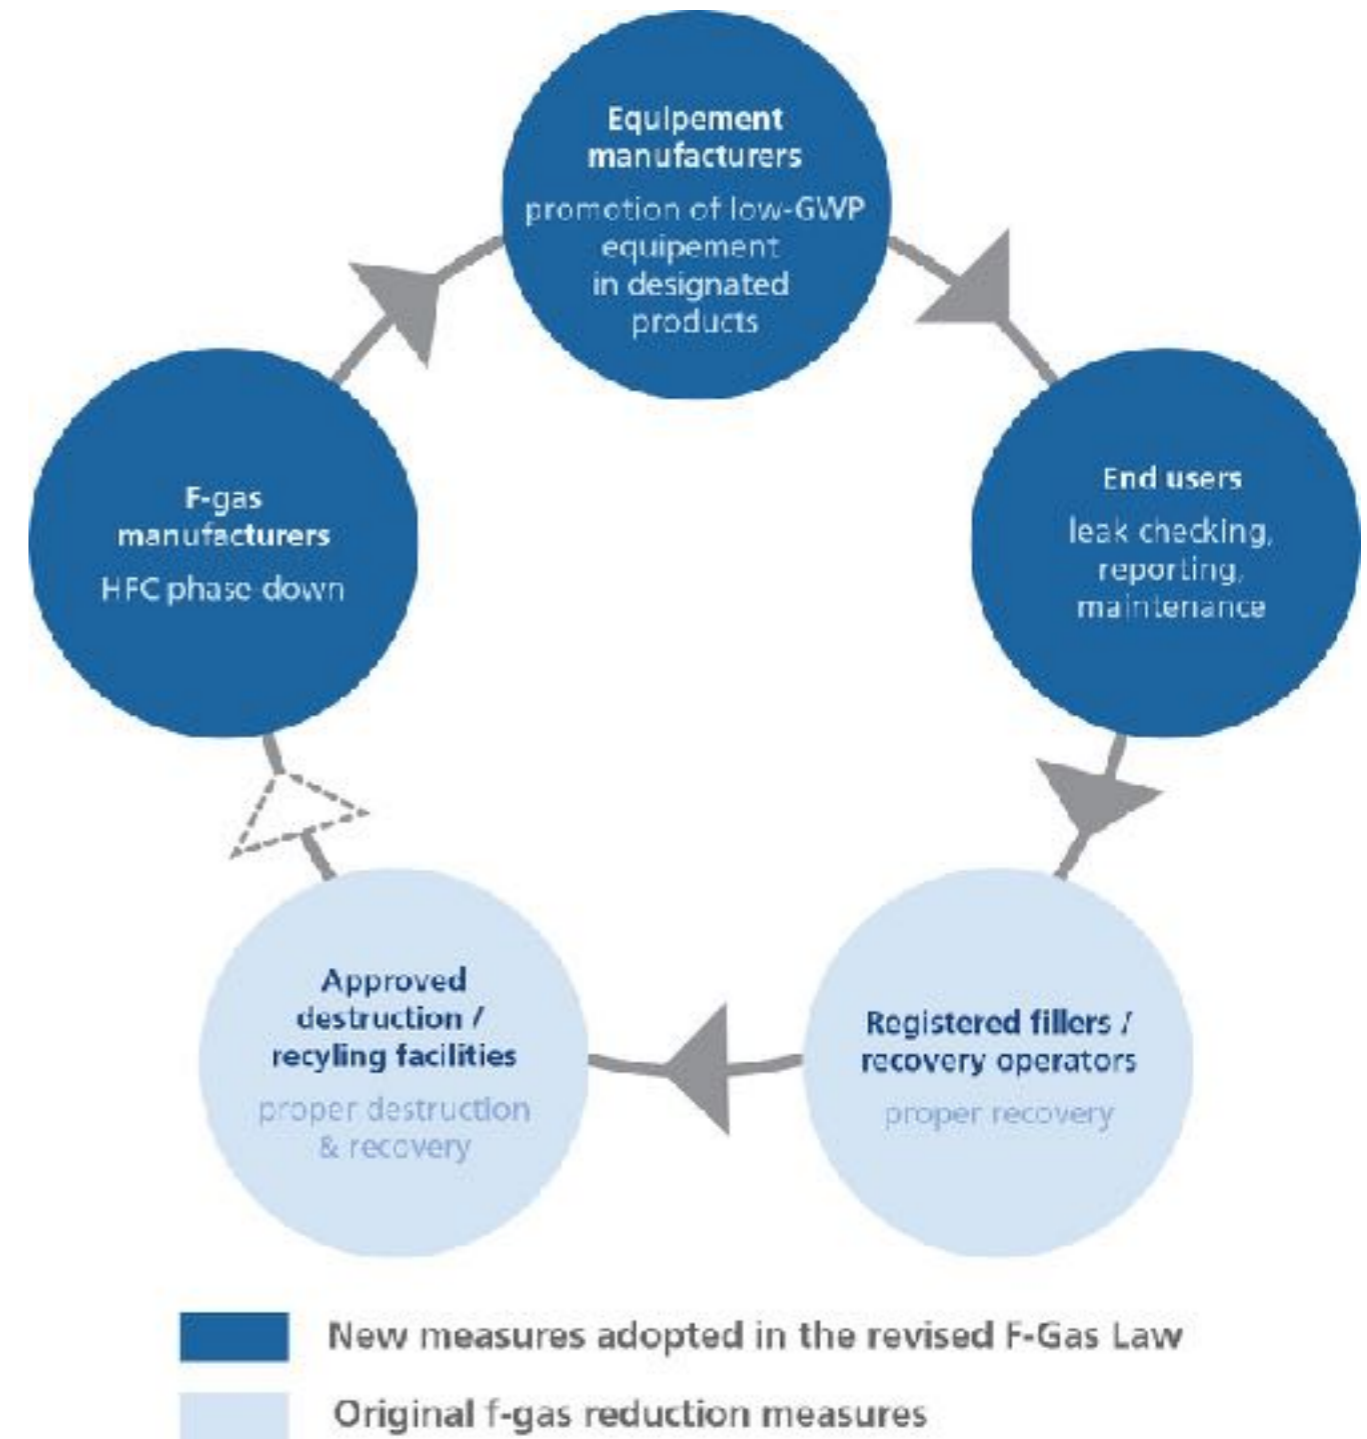 Equipement
manufacturers
promotion of low-GWP
equipement
in designated
products
F-gas
manufacturers
HFC phase-down
End users
leak checking,
reporting,
maintenance
Approved
destruction /
recyling facilities
proper destruction
& recovery
Registered fillers /
recovery operators
proper recovery
New measures adopted in the revised F-Gas Law
Original f-gas reduction measures